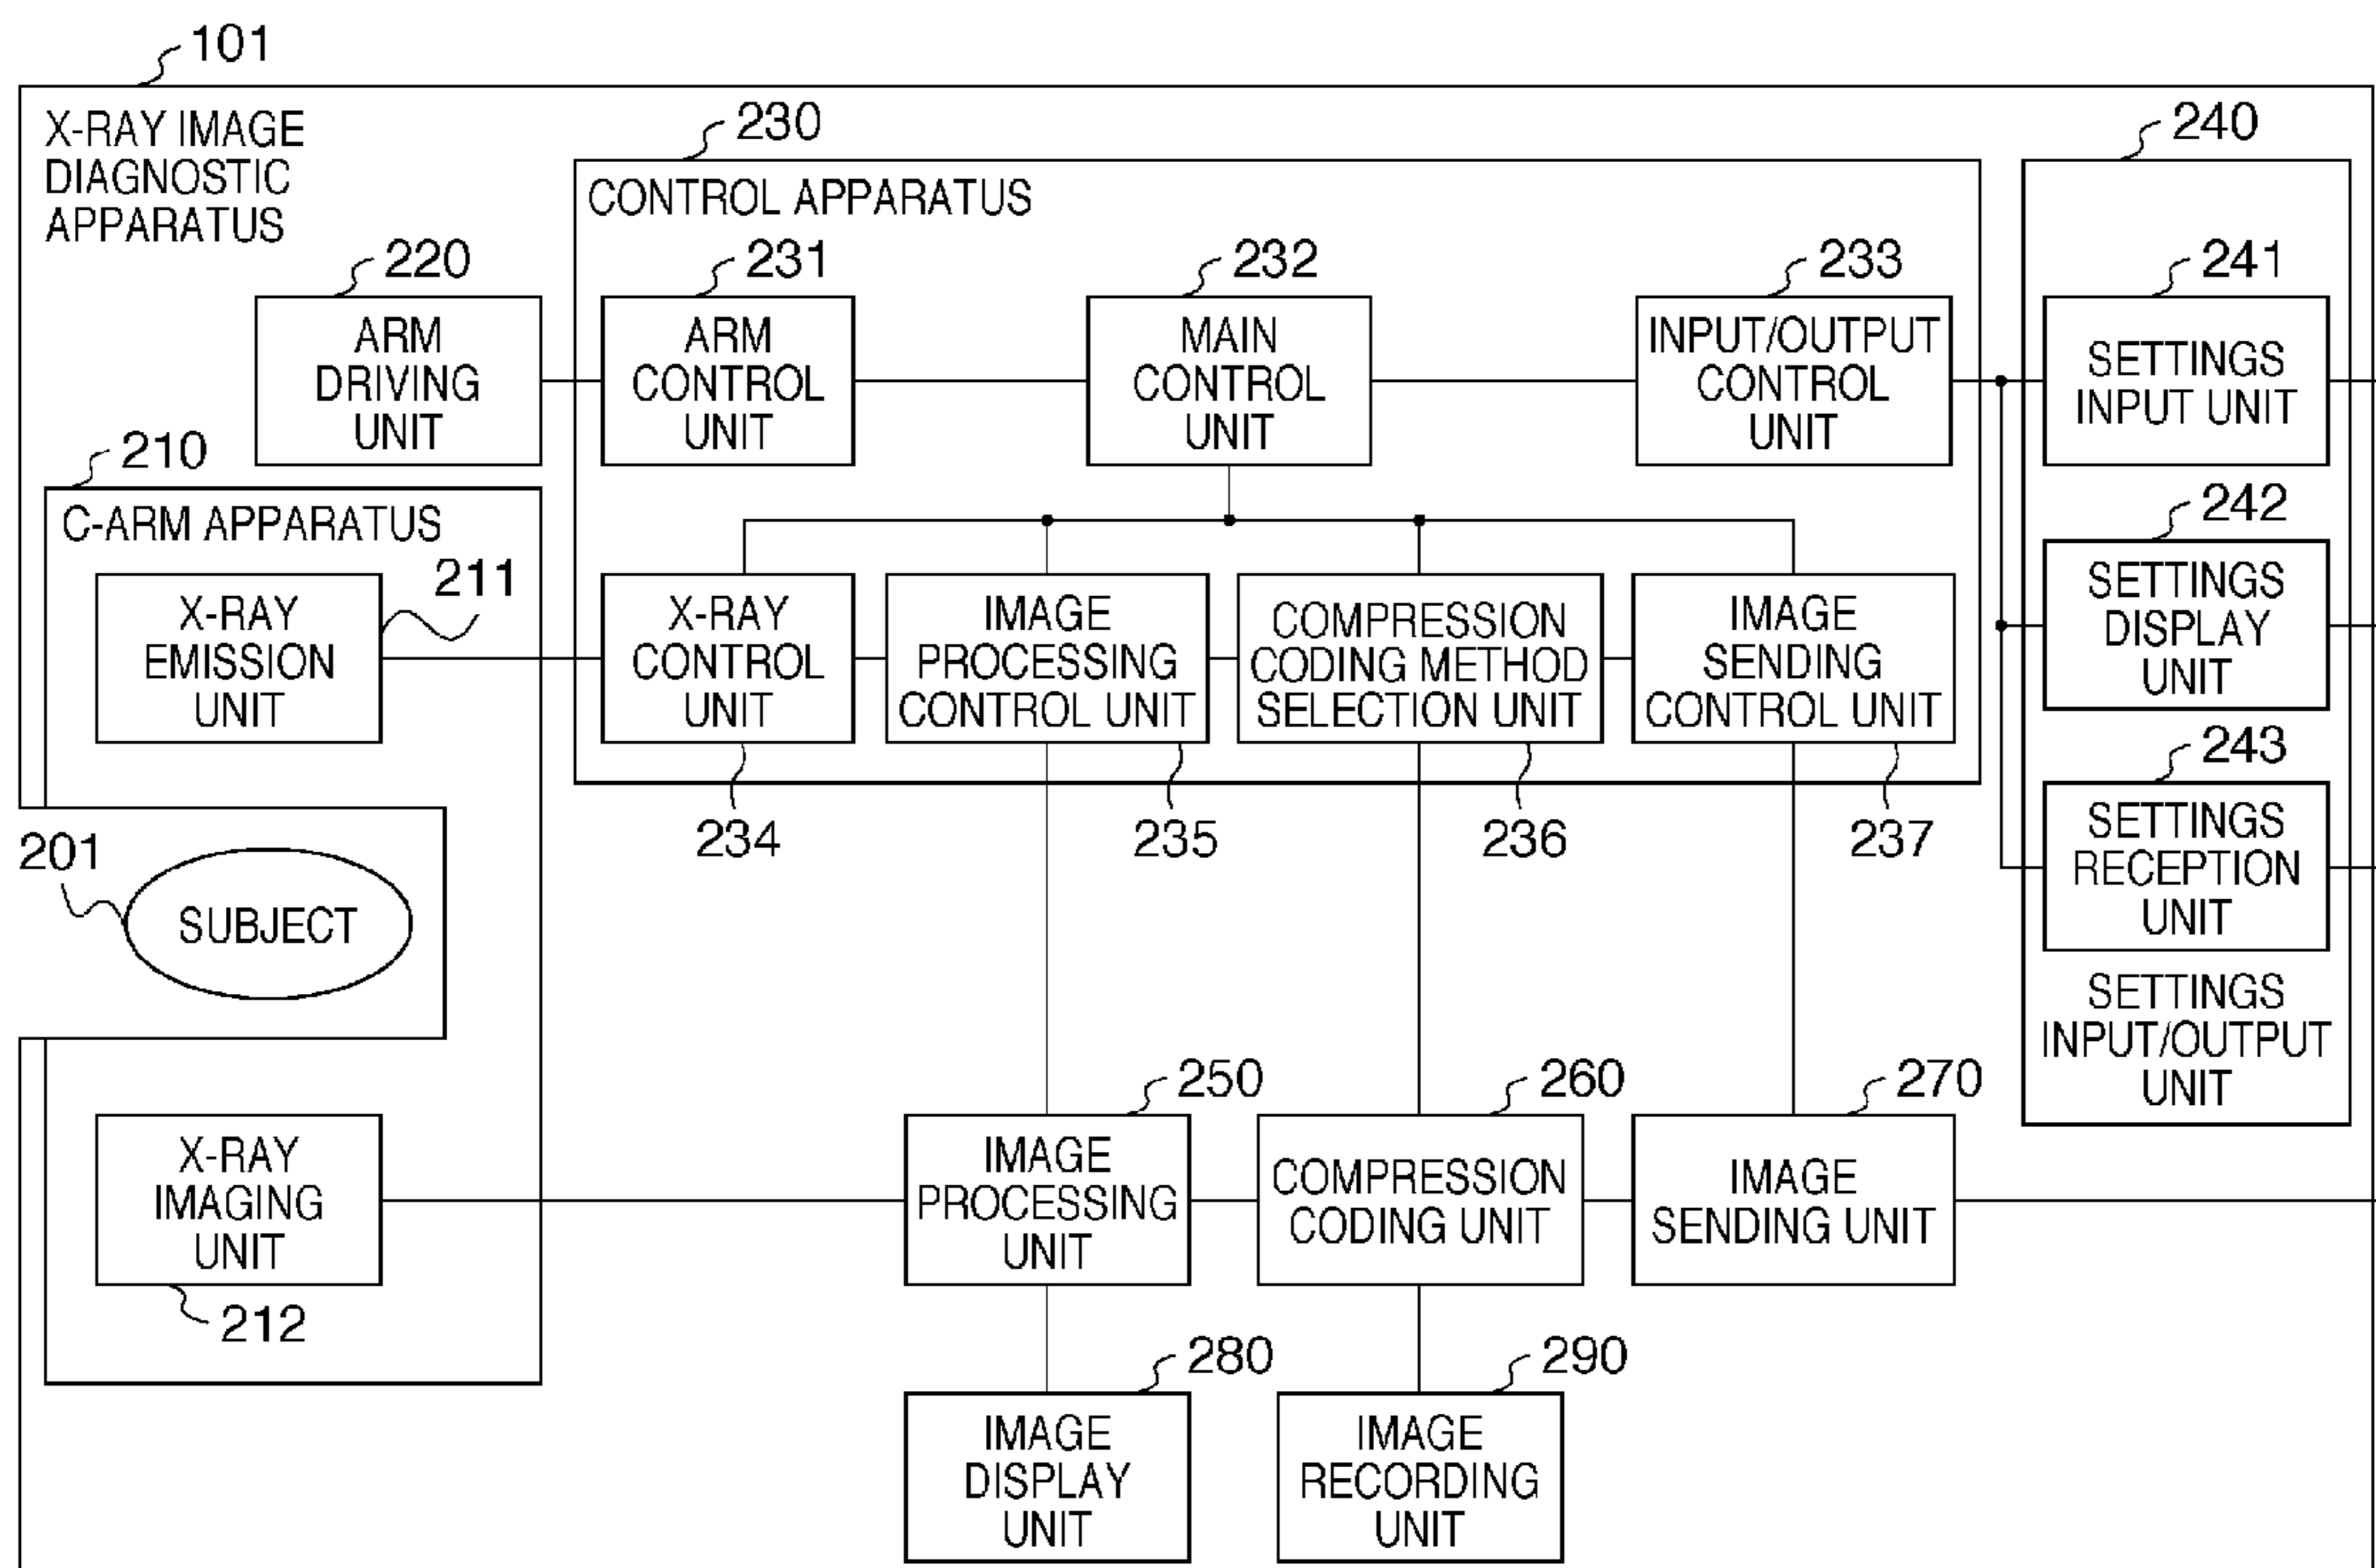 101
X-RAY IMAGE
DIAGNOSTIC
APPARATUS
230
CONTROL APPARATUS
240
220
ARM
DRIVING
UNIT
231
ARM
CONTROL
UNIT
232
MAIN
CONTROL
UNIT
233
INPUT/OUTPUT
CONTROL
UNIT
241
SETTINGS
INPUT UNIT
210
C-ARM APPARATUS
211
X-RAY
EMISSION
UNIT
X-RAY
CONTROL
UNIT
234
IMAGE
PROCESSING
CONTROL UNIT
235
COMPRESSION
CODING METHOD
SELECTION UNIT
236
IMAGE
SENDING
CONTROL UNIT
237
242
SETTINGS
DISPLAY
UNIT
243
SETTINGS
RECEPTION
UNIT
SETTINGS
INPUT/OUTPUT
UNIT
201
SUBJECT
X-RAY
IMAGING
UNIT
212
250
IMAGE
PROCESSING
UNIT
260
COMPRESSION
CODING UNIT
270
IMAGE
SENDING UNIT
280
IMAGE
DISPLAY
UNIT
290
IMAGE
RECORDING
UNIT